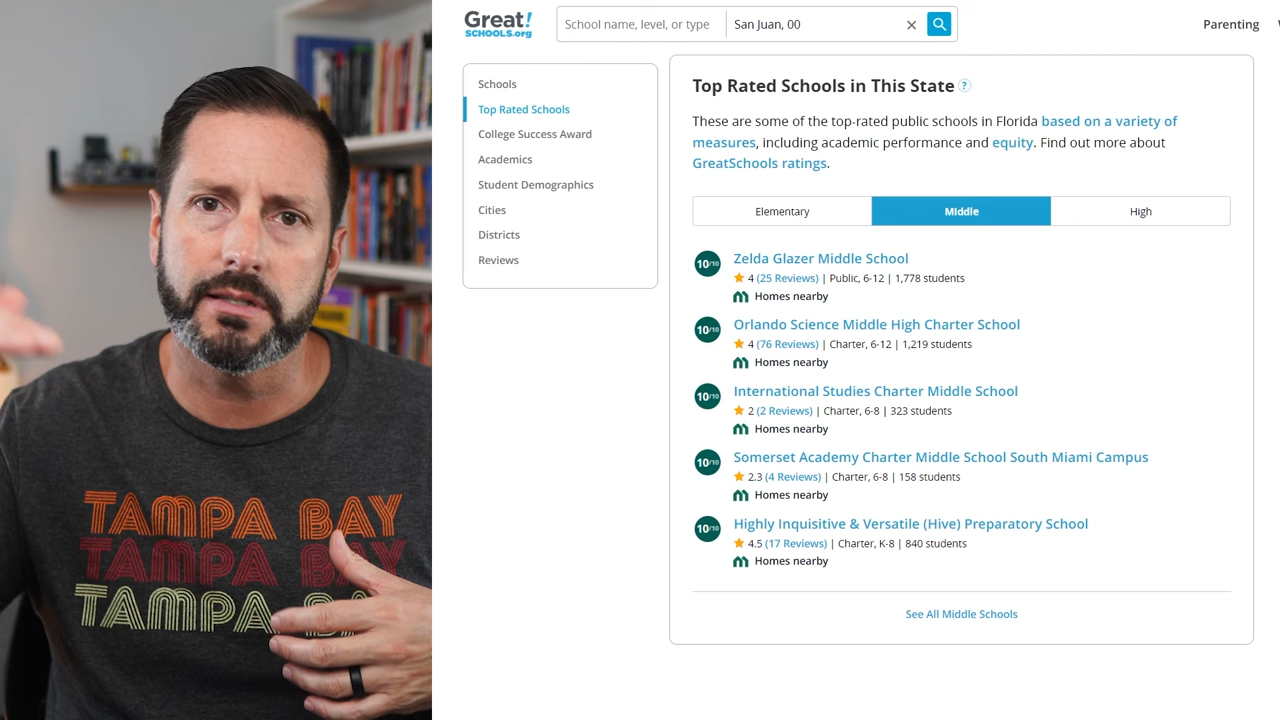 Great!
SCHOOLS.org
School name, level, or type
San Juan, 00
Parenting
Schools
Top Rated Schools
College Success Award
Academics
Student Demographics
Cities
Districts
Reviews
Top Rated Schools in This State ?
These are some of the top-rated public schools in Florida based on a variety of
measures, including academic performance and equity. Find out more about
GreatSchools ratings.
Elementary
Middle
High
10/10 Zelda Glazer Middle School
4 (25 Reviews) | Public, 6-12 | 1,778 students
Homes nearby
10/10 Orlando Science Middle High Charter School
4 (76 Reviews) | Charter, 6-12 | 1,219 students
Homes nearby
10/10 International Studies Charter Middle School
2 (2 Reviews) | Charter, 6-8 | 323 students
Homes nearby
10/10 Somerset Academy Charter Middle School South Miami Campus
2.3 (4 Reviews) | Charter, 6-8 | 158 students
Homes nearby
10/10 Highly Inquisitive & Versatile (Hive) Preparatory School
4.5 (17 Reviews) | Charter, K-8 | 840 students
Homes nearby
See All Middle Schools
TAMPA BAY
TAMPA BAY
TAMPA BA